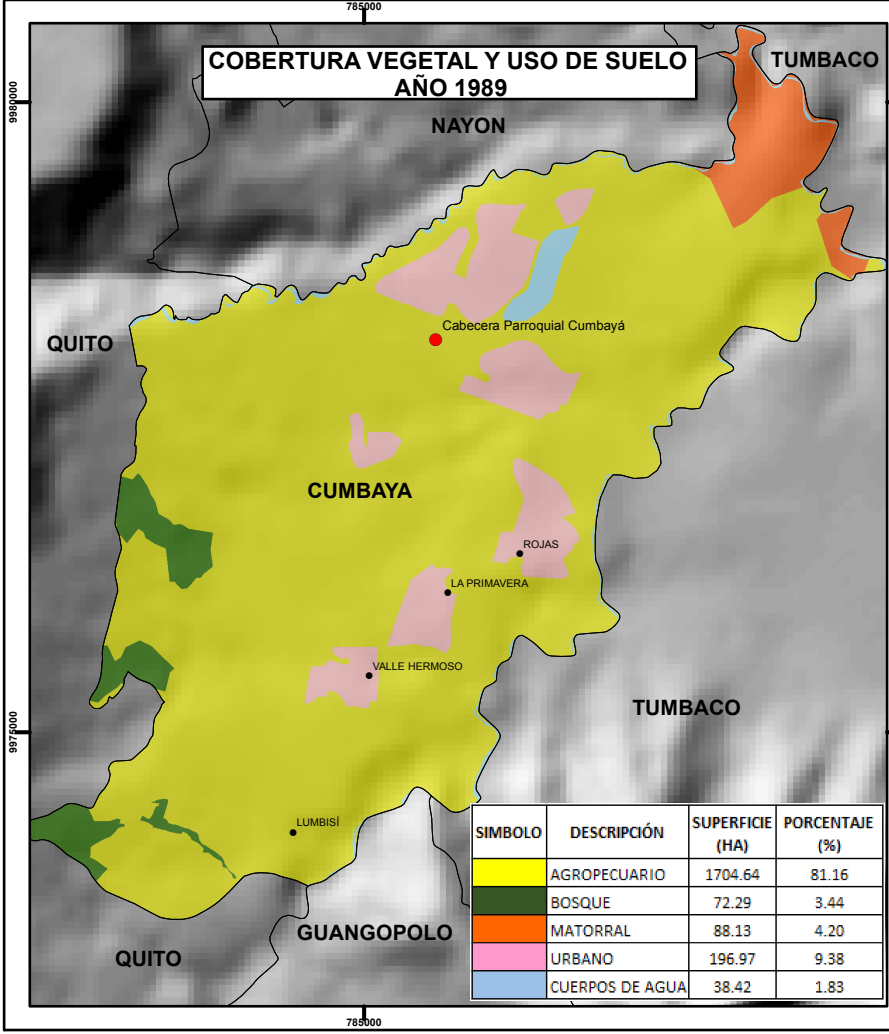 785000
COBERTURA VEGETAL Y USO DE SUELO
AÑO 1989
TUMBACO
9980000
NAYON
QUITO
Cabecera Parroquial Cumbayá
CUMBAYA
ROJAS
LA PRIMAVERA
VALLE HERMOSO
TUMBACO
9975000
LUMBISÍ
GUANGOPOLO
QUITO
SIMBOLO DESCRIPCIÓN SUPERFICIE (HA) PORCENTAJE (%)
AGROPECUARIO 1704.64 81.16
BOSQUE 72.29 3.44
MATORRAL 88.13 4.20
URBANO 196.97 9.38
CUERPOS DE AGUA 38.42 1.83
785000